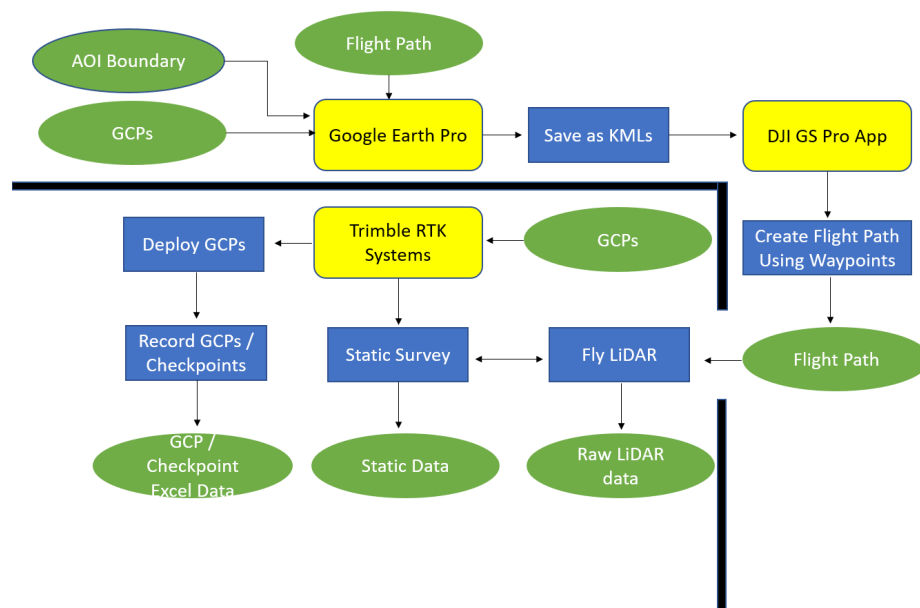 Flight Path
AOI Boundary
GCPs
Google Earth Pro
Save as KMLs
DJI GS Pro App
Deploy GCPs
Trimble RTK
Systems
GCPs
Create Flight Path
Using Waypoints
Record GCPs /
Checkpoints
Static Survey
Fly LiDAR
Flight Path
GCP /
Checkpoint
Excel Data
Static Data
Raw LiDAR
data